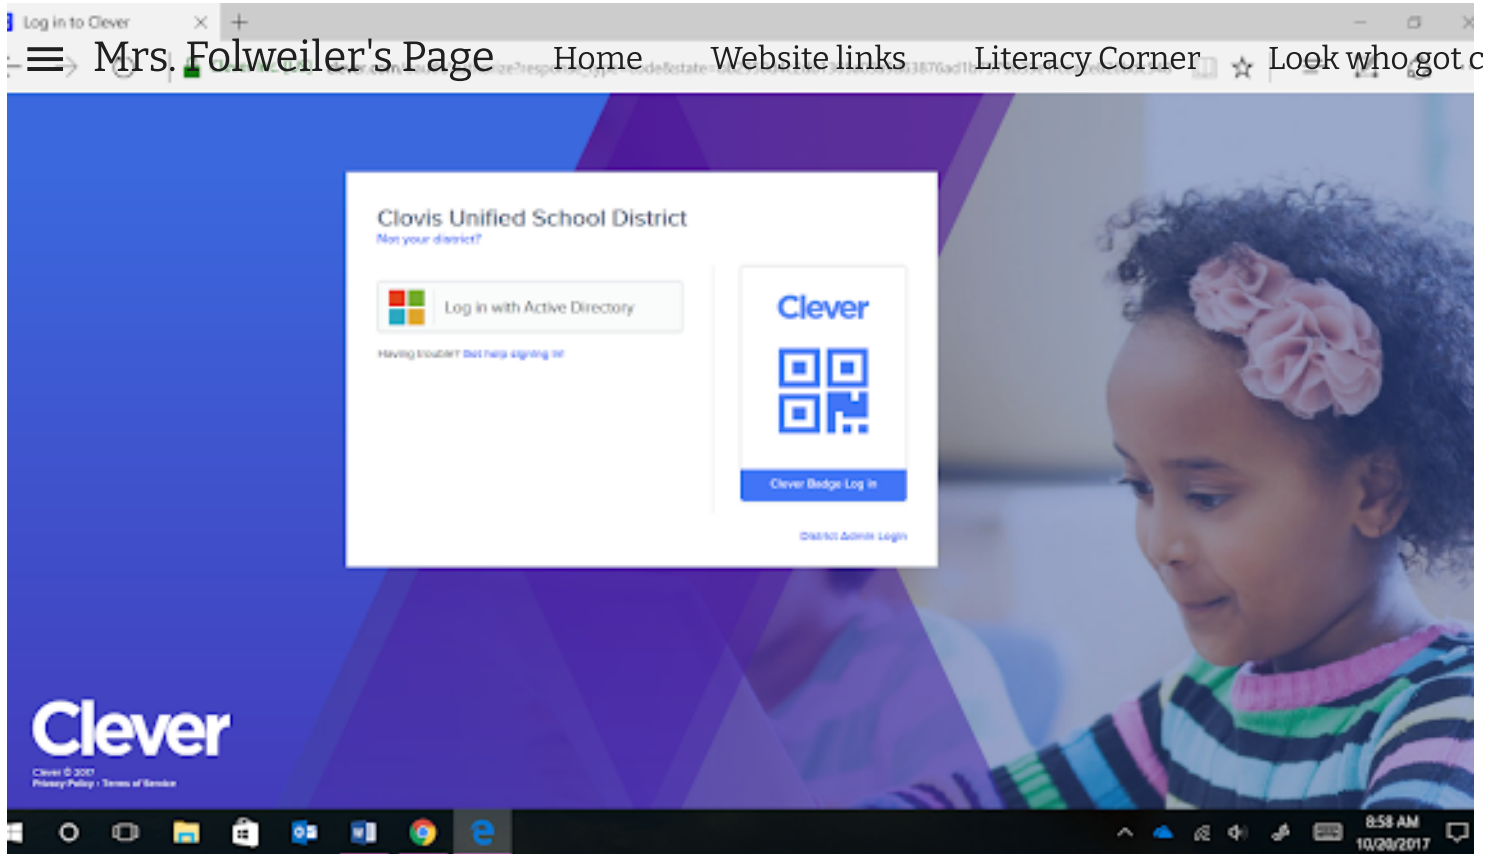 Log in to Clever
Mrs. Folweiler's Page Home Website links Literacy Corner Look who got c
Clovis Unified School District
Not your district?
Log in with Active Directory
Having trouble? Get help signing in!
Clever
Clever Badge Log in
District Admin Login
Clever
Clever © 2017
Privacy Policy · Terms of Service
8:58 AM
10/20/2017